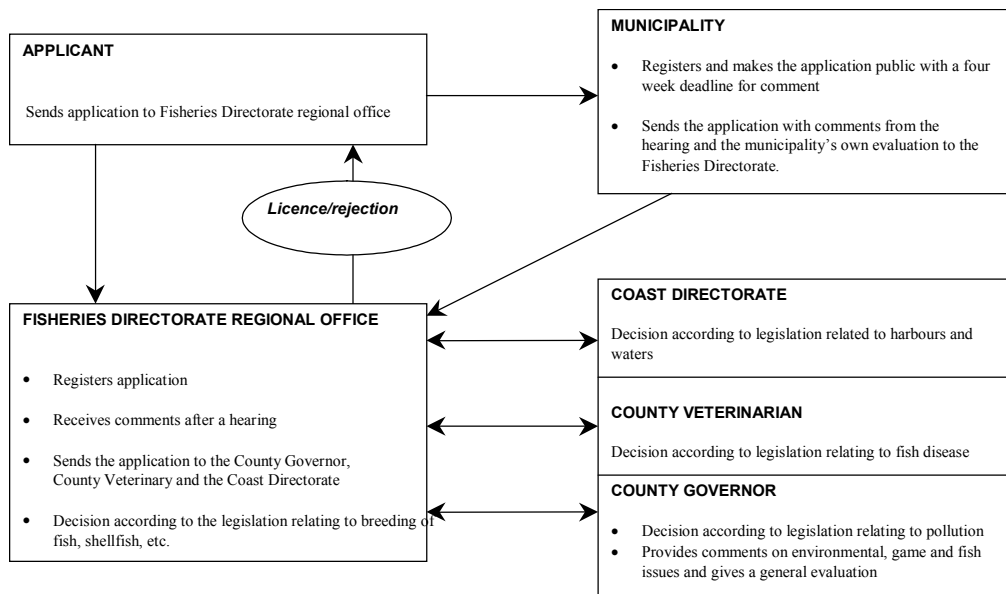 APPLICANT
Sends application to Fisheries Directorate regional office
MUNICIPALITY
• Registers and makes the application public with a four
week deadline for comment
• Sends the application with comments from the
hearing and the municipality's own evaluation to the
Fisheries Directorate.
Licence/rejection
FISHERIES DIRECTORATE REGIONAL OFFICE
• Registers application
• Receives comments after a hearing
• Sends the application to the County Governor,
County Veterinary and the Coast Directorate
• Decision according to the legislation relating to breeding of
fish, shellfish, etc.
COAST DIRECTORATE
Decision according to legislation related to harbours and
waters
COUNTY VETERINARIAN
Decision according to legislation relating to fish disease
COUNTY GOVERNOR
• Decision according to legislation relating to pollution
• Provides comments on environmental, game and fish
issues and gives a general evaluation